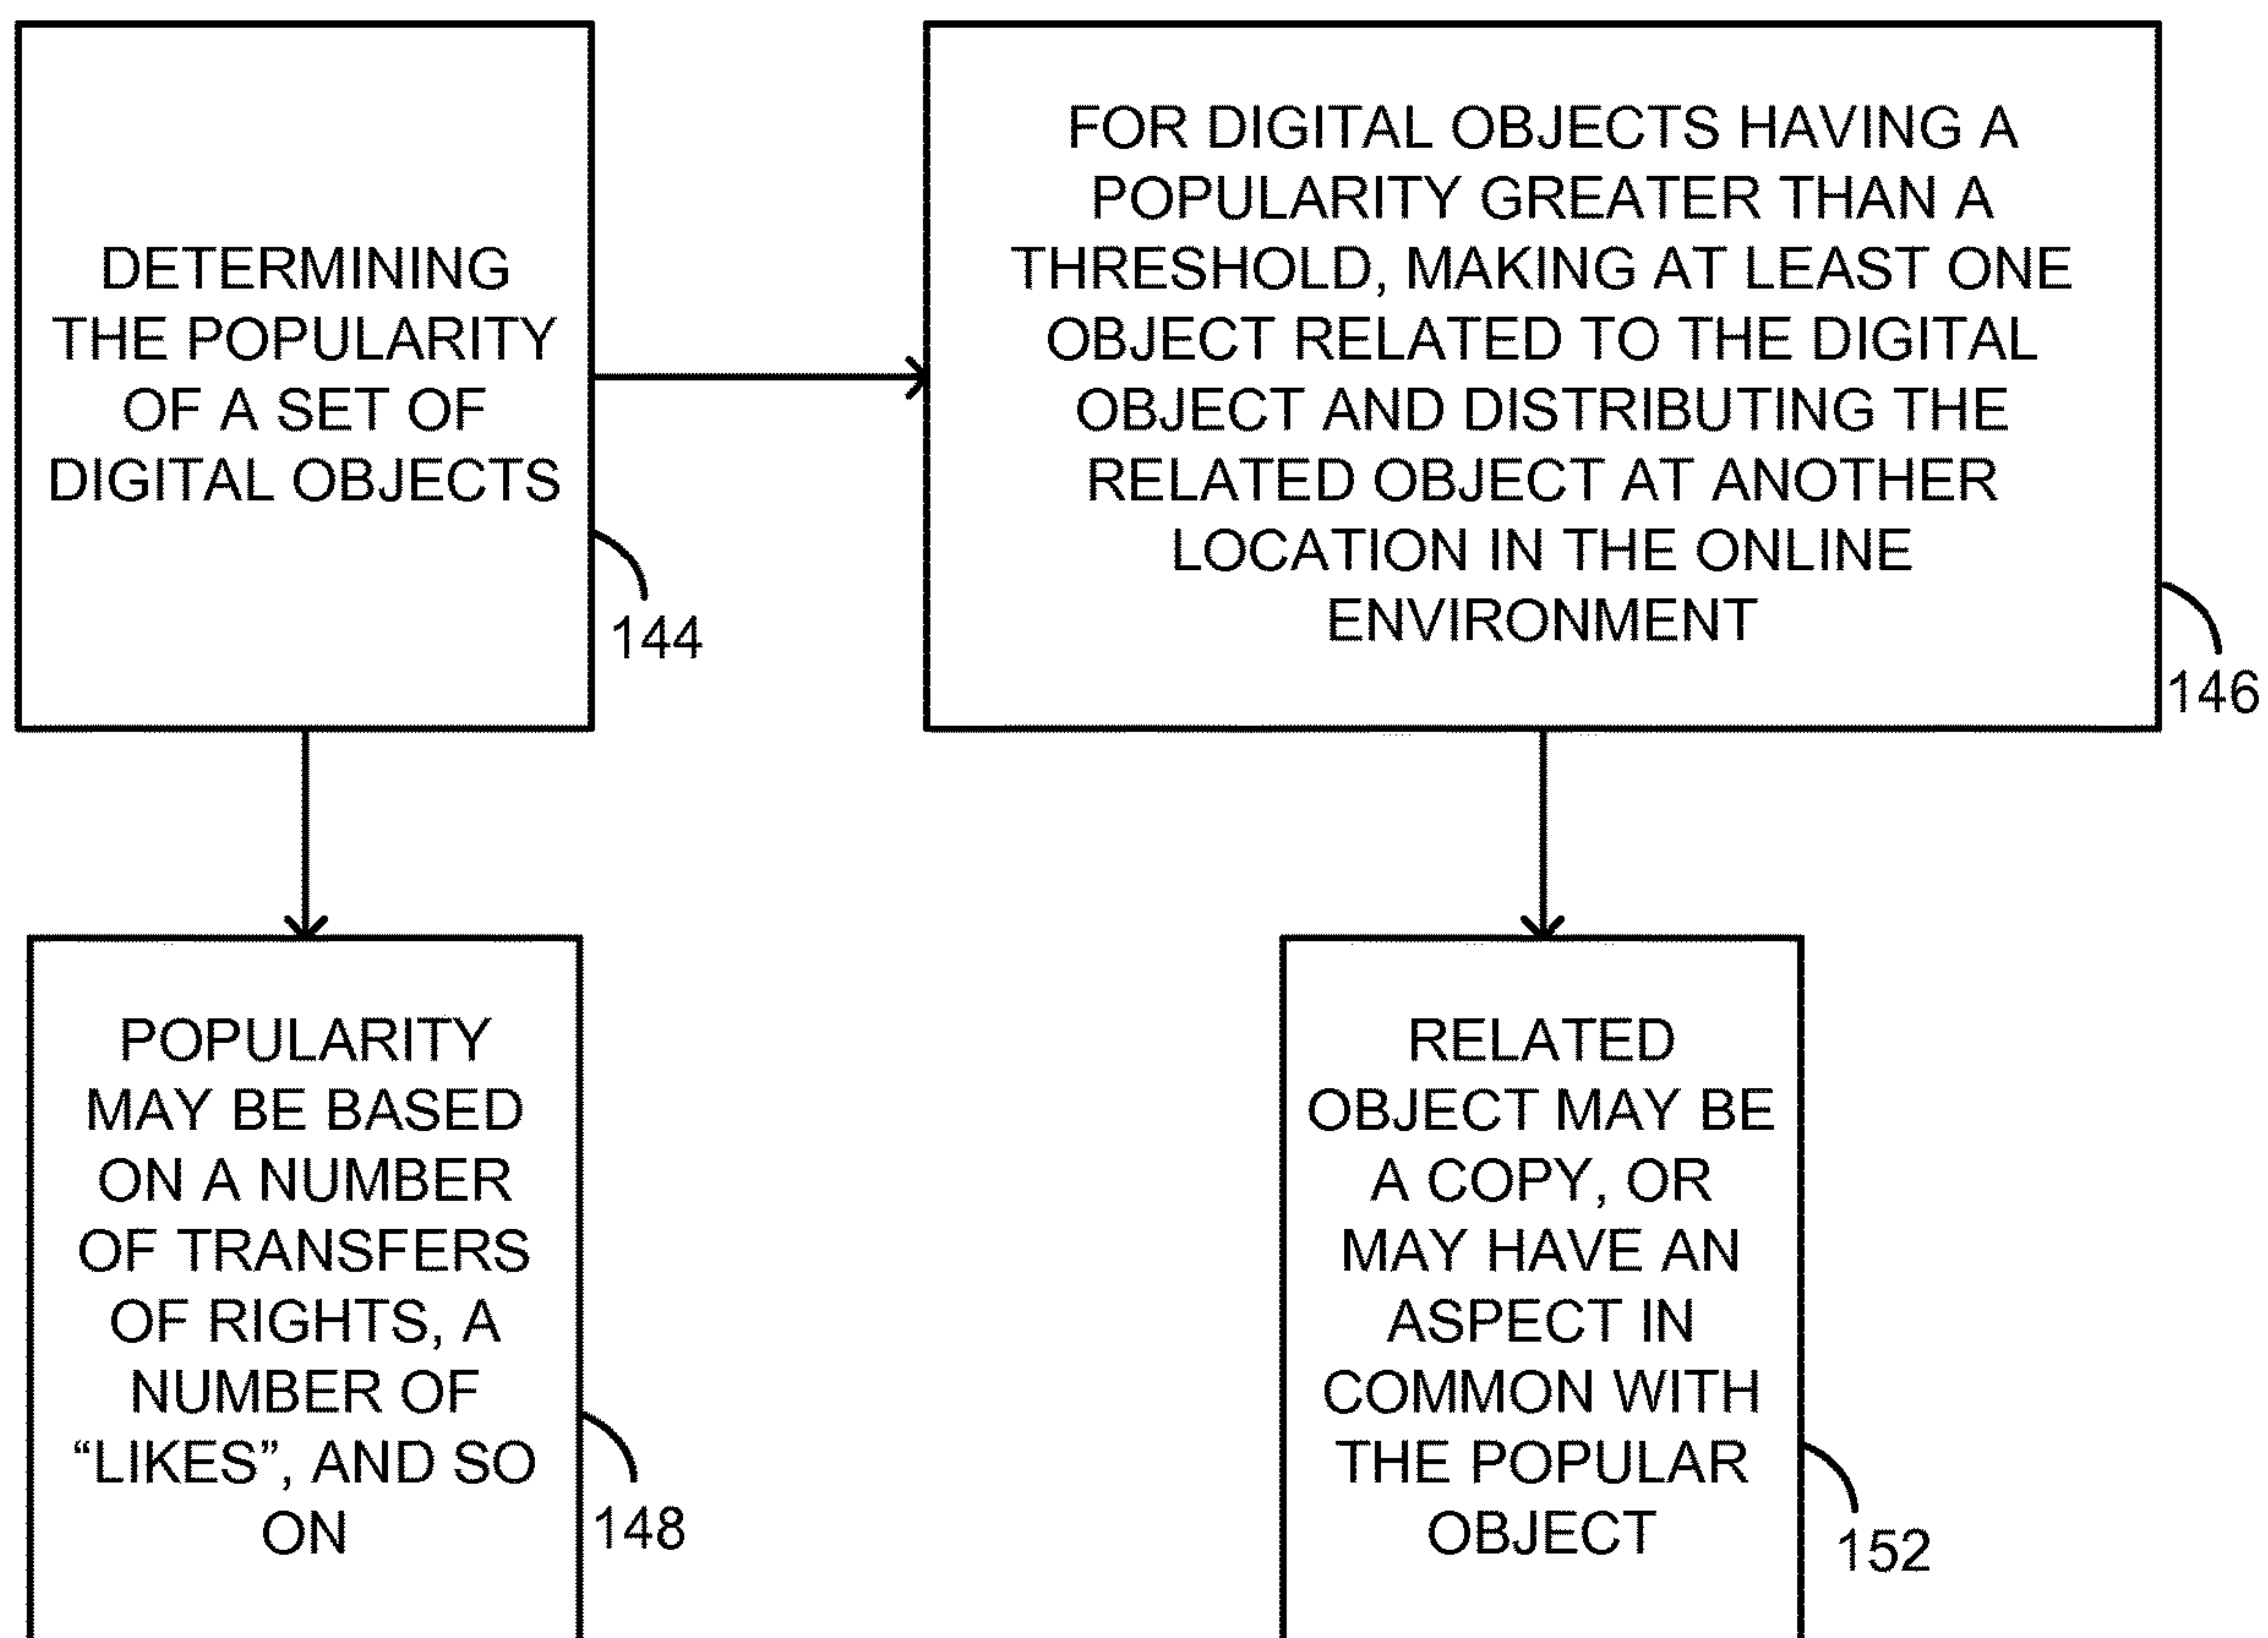 DETERMINING
THE POPULARITY
OF A SET OF
DIGITAL OBJECTS
144
FOR DIGITAL OBJECTS HAVING A
POPULARITY GREATER THAN A
THRESHOLD, MAKING AT LEAST ONE
OBJECT RELATED TO THE DIGITAL
OBJECT AND DISTRIBUTING THE
RELATED OBJECT AT ANOTHER
LOCATION IN THE ONLINE
ENVIRONMENT
146
POPULARITY
MAY BE BASED
ON A NUMBER
OF TRANSFERS
OF RIGHTS, A
NUMBER OF
“LIKES”, AND SO
ON
148
RELATED
OBJECT MAY BE
A COPY, OR
MAY HAVE AN
ASPECT IN
COMMON WITH
THE POPULAR
OBJECT
152